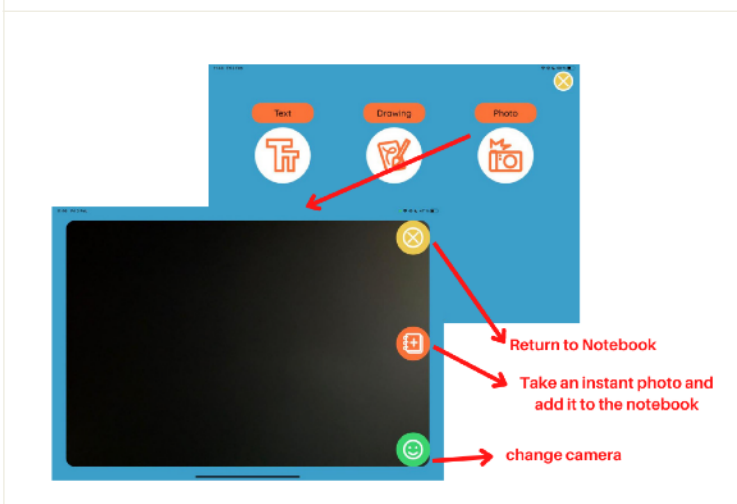 Text Drawing Photo
Return to Notebook
Take an instant photo and
add it to the notebook
change camera